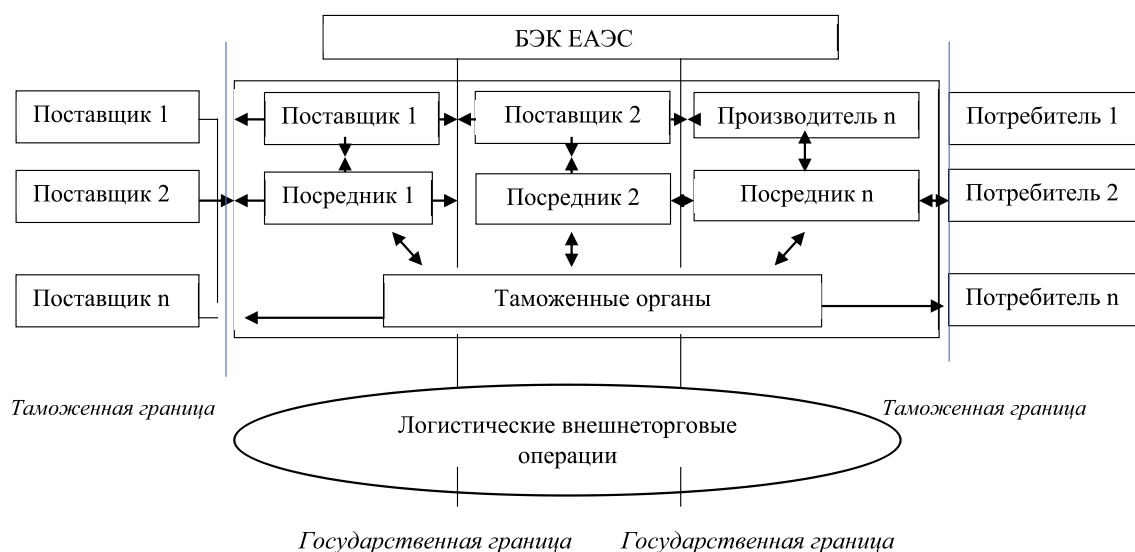 БЭК ЕАЭС
Поставщик 1
Поставщик 1
Поставщик 2
Производитель n
Потребитель 1
Поставщик 2
Посредник 1
Посредник 2
Посредник n
Потребитель 2
Поставщик n
Таможенные органы
Потребитель n
Таможенная граница
Таможенная граница
Логистические внешнеторговые
операции
Государственная граница
Государственная граница